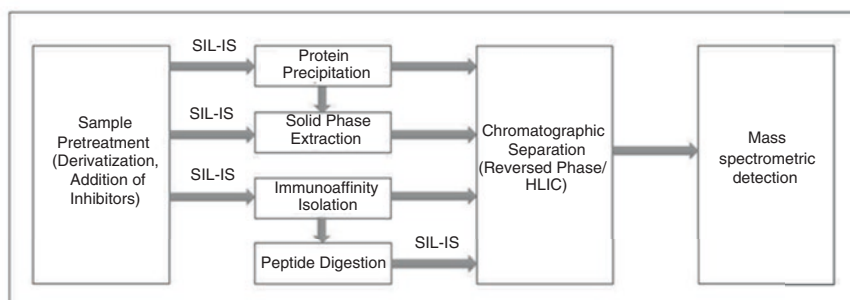 Sample
Pretreatment
(Derivatization,
Addition of
Inhibitors)
SIL-IS
SIL-IS
SIL-IS
Protein
Precipitation
Solid Phase
Extraction
Immunoaffinity
Isolation
Peptide Digestion
SIL-IS
Chromatographic
Separation
(Reversed Phase/
HLIC)
Mass
spectrometric
detection